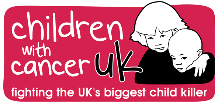 children
with
cancer uk
fighting the UK's biggest child killer